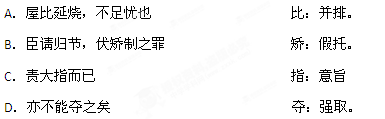 A. 屋比延烧，不足忧也 比：并排。
B. 臣请归节，伏矫制之罪 矫：假托。
C. 责大指而已 指：意旨
D. 亦不能夺之矣 夺：强取。